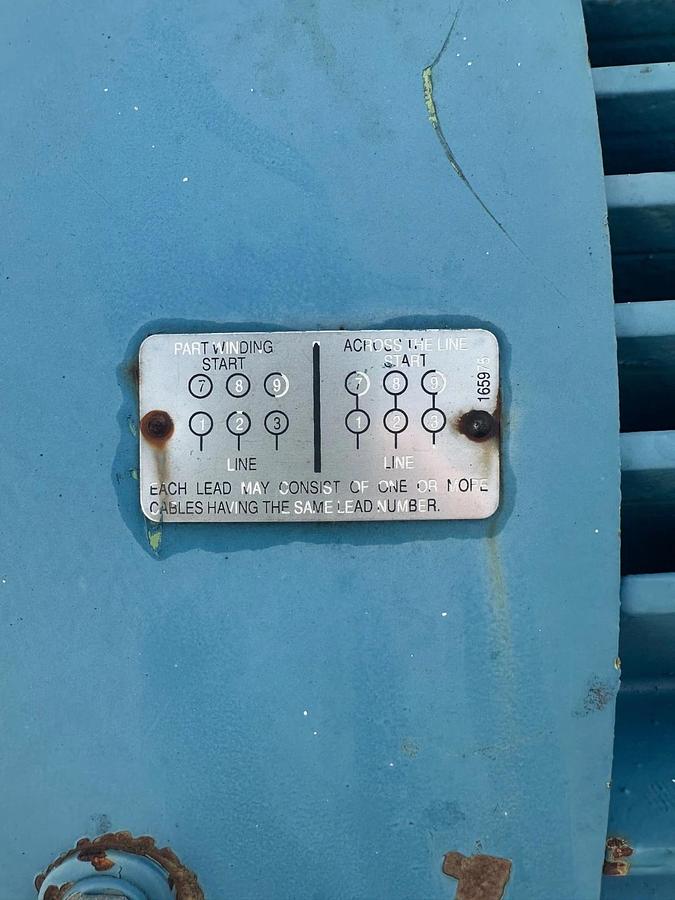 PART WINDING
START
7 8 9
1 2 3
LINE
ACROSS THE LINE
START
7 8 9
1 2 3
LINE
EACH LEAD MAY CONSIST OF ONE OR MORE
CABLES HAVING THE SAME LEAD NUMBER.
165975